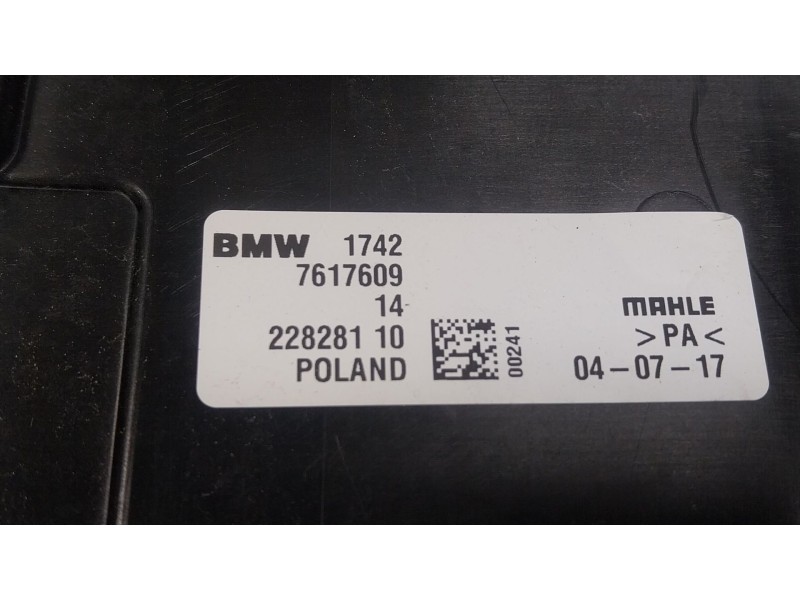 BMW 1742
7617609
14
228281 10
POLAND
00241
MAHLE
>PA<
04-07-17